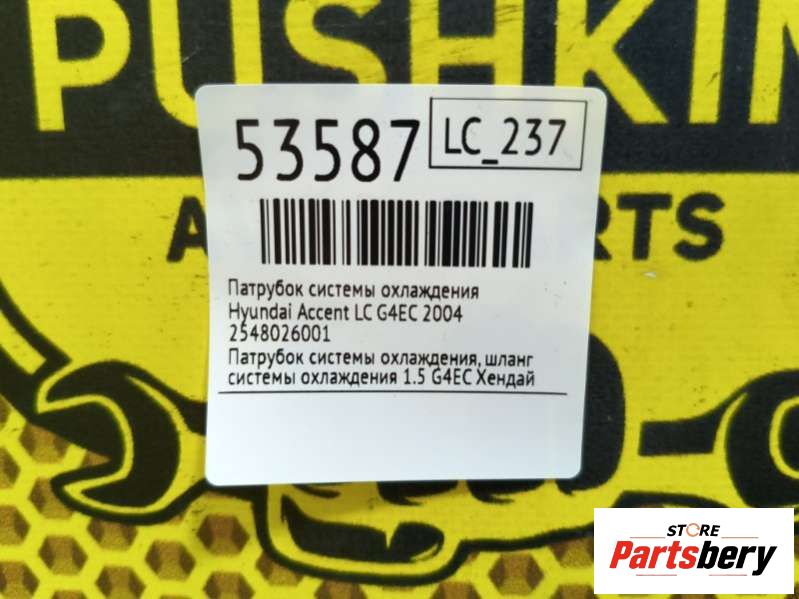 PUSHKIN
53587
LC_237
PARTS
Патрубок системы охлаждения
Hyundai Accent LC G4EC 2004
2548026001
Патрубок системы охлаждения, шланг
системы охлаждения 1.5 G4EC Хендай
STORE
Partsbery